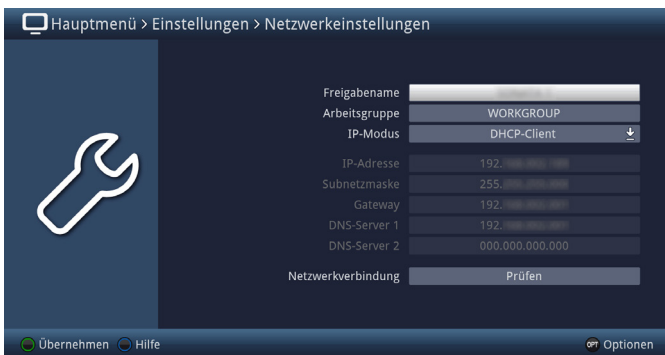 Hauptmenü > Einstellungen > Netzwerkeinstellungen
Freigabename
Arbeitsgruppe WORKGROUP
IP-Modus DHCP-Client
IP-Adresse 192.
Subnetzmaske 255.
Gateway 192.
DNS-Server 1 192.
DNS-Server 2 000.000.000.000
Netzwerkverbindung Prüfen
Übernehmen Hilfe OPT Optionen